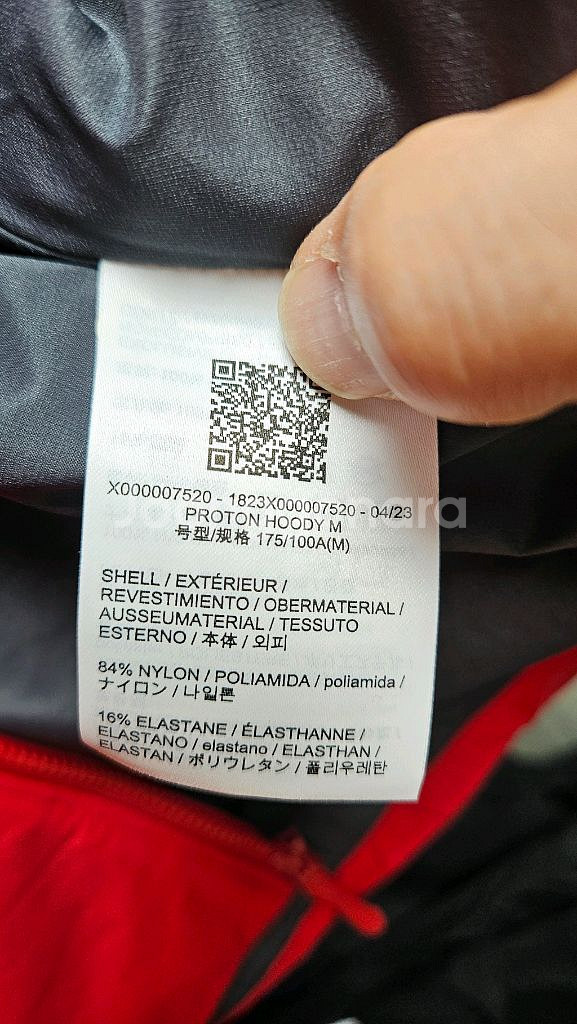 X000007520 - 1823X000007520 - 04/23
PROTON HOODY M
号型/规格 175/100A(M)
SHELL / EXTÉRIEUR /
REVESTIMIENTO / OBERMATERIAL /
AUSSEUMATERIAL / TESSUTO
ESTERNO / 本体 / 외피
84% NYLON / POLIAMIDA / poliamida /
ナイロン / 나일론
16% ELASTANE / ÉLASTHANNE /
ELASTANO / elastano / ELASTHAN /
ELASTAN / ポリウレタン / 폴리우레탄